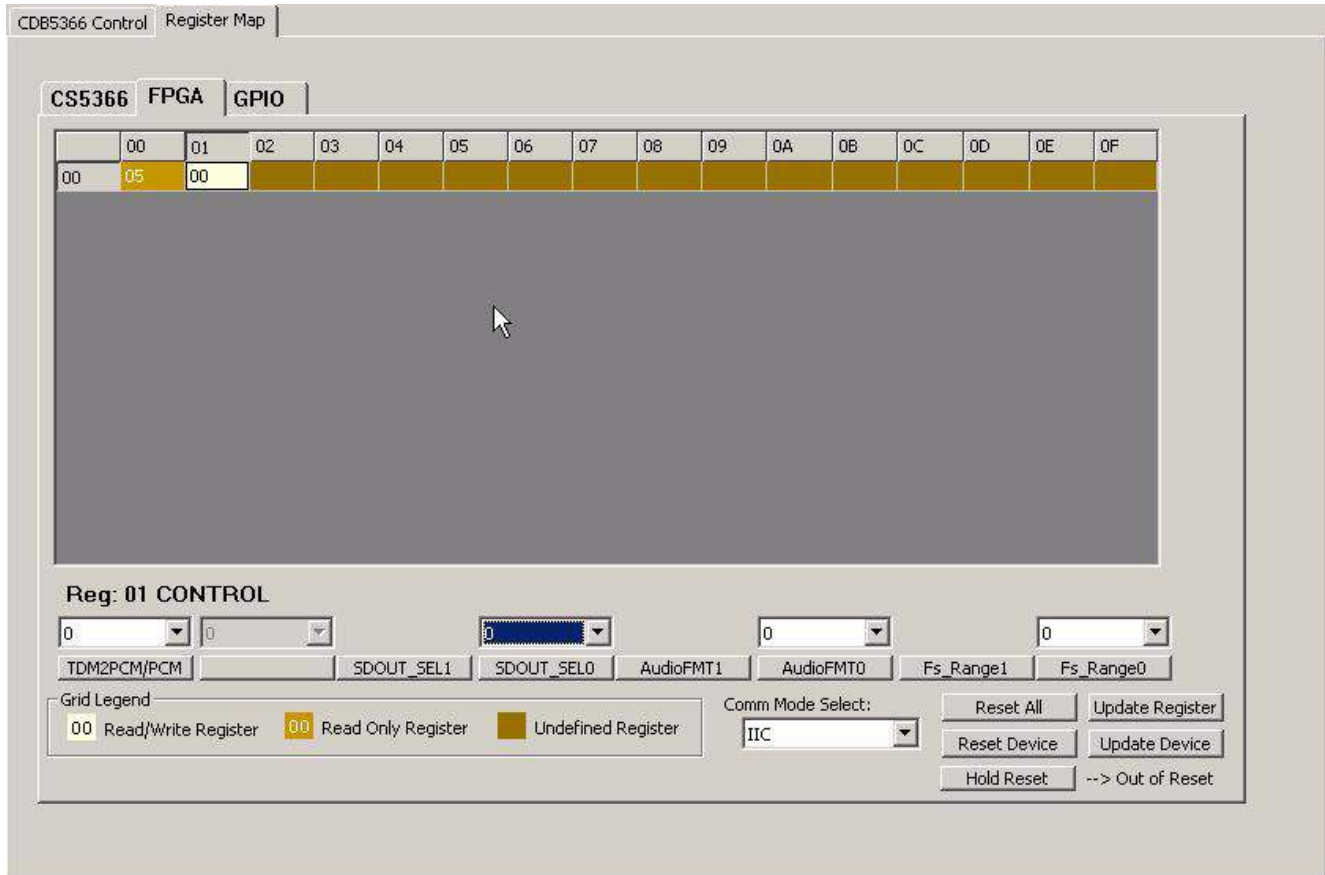 CDB5366 Control Register Map
CS5366 FPGA GPIO
00 01 02 03 04 05 06 07 08 09 0A 0B 0C 0D 0E 0F
00 05 00
Reg: 01 CONTROL
0 0 0 0 0
TDM2PCM/PCM SDOUT_SEL1 SDOUT_SEL0 AudioFMT1 AudioFMT0 Fs_Range1 Fs_Range0
Grid Legend
00 Read/Write Register 00 Read Only Register Undefined Register
Comm Mode Select:
IIC
Reset All Update Register
Reset Device Update Device
Hold Reset --> Out of Reset